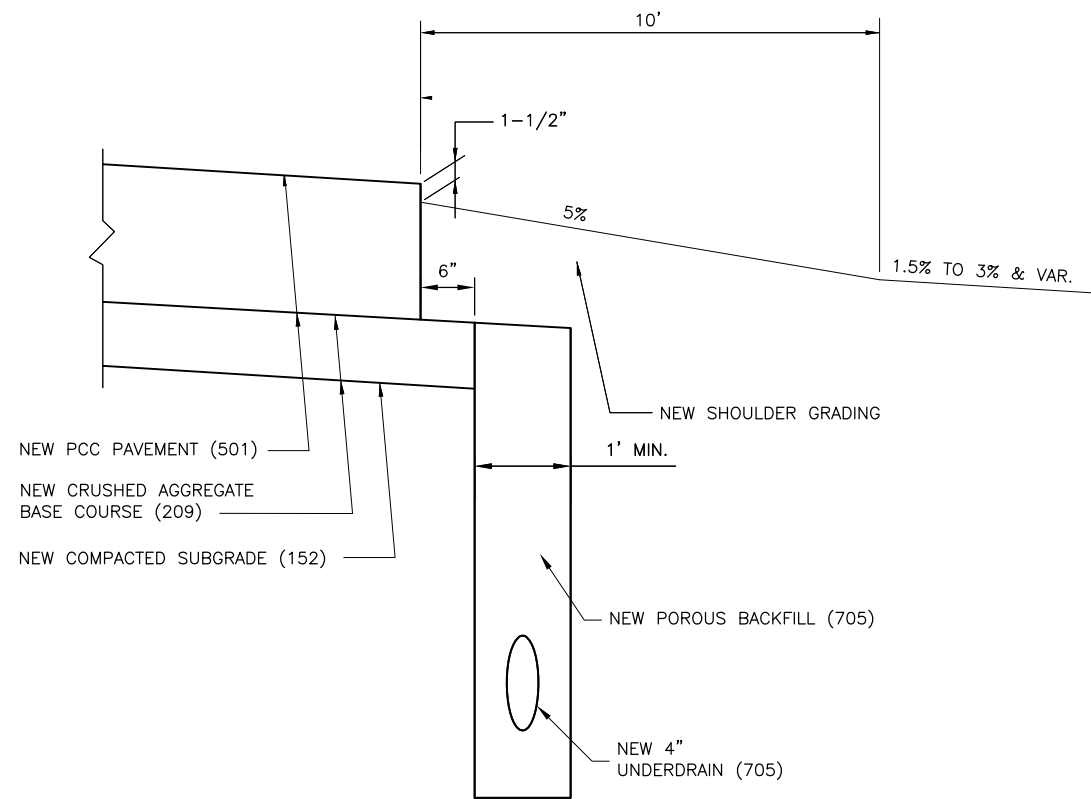 10'
1-1/2"
5%
6"
1.5% TO 3% & VAR.
NEW SHOULDER GRADING
1' MIN.
NEW PCC PAVEMENT (501)
NEW CRUSHED AGGREGATE
BASE COURSE (209)
NEW COMPACTED SUBGRADE (152)
NEW POROUS BACKFILL (705)
NEW 4"
UNDERDRAIN (705)